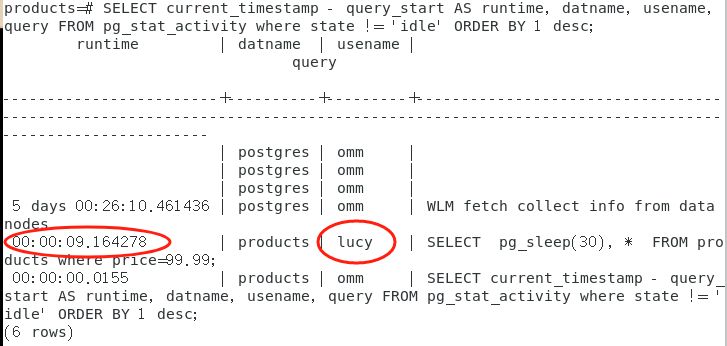 products=# SELECT current_timestamp - query_start AS runtime, datname, usename,
query FROM pg_stat_activity where state != 'idle' ORDER BY 1 desc;
runtime | datname | usename |
query
------------------------+----------+---------+----------------------------------
--------------------------------------------------------------------------------
-----------------------
| postgres | omm |
| postgres | omm |
| postgres | omm |
5 days 00:26:10.461436 | postgres | omm | WLM fetch collect info from data
nodes
00:00:09.164278 | products | lucy | SELECT pg_sleep(30), * FROM pro
ducts where price=99.99;
00:00:00.0155 | products | omm | SELECT current_timestamp - query_
start AS runtime, datname, usename, query FROM pg_stat_activity where state != '
idle' ORDER BY 1 desc;
(6 rows)